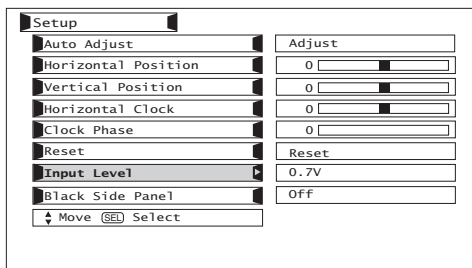 Setup
Auto Adjust Adjust
Horizontal Position 0
Vertical Position 0
Horizontal Clock 0
Clock Phase 0
Reset Reset
Input Level 0.7V
Black Side Panel Off
Move SEL Select